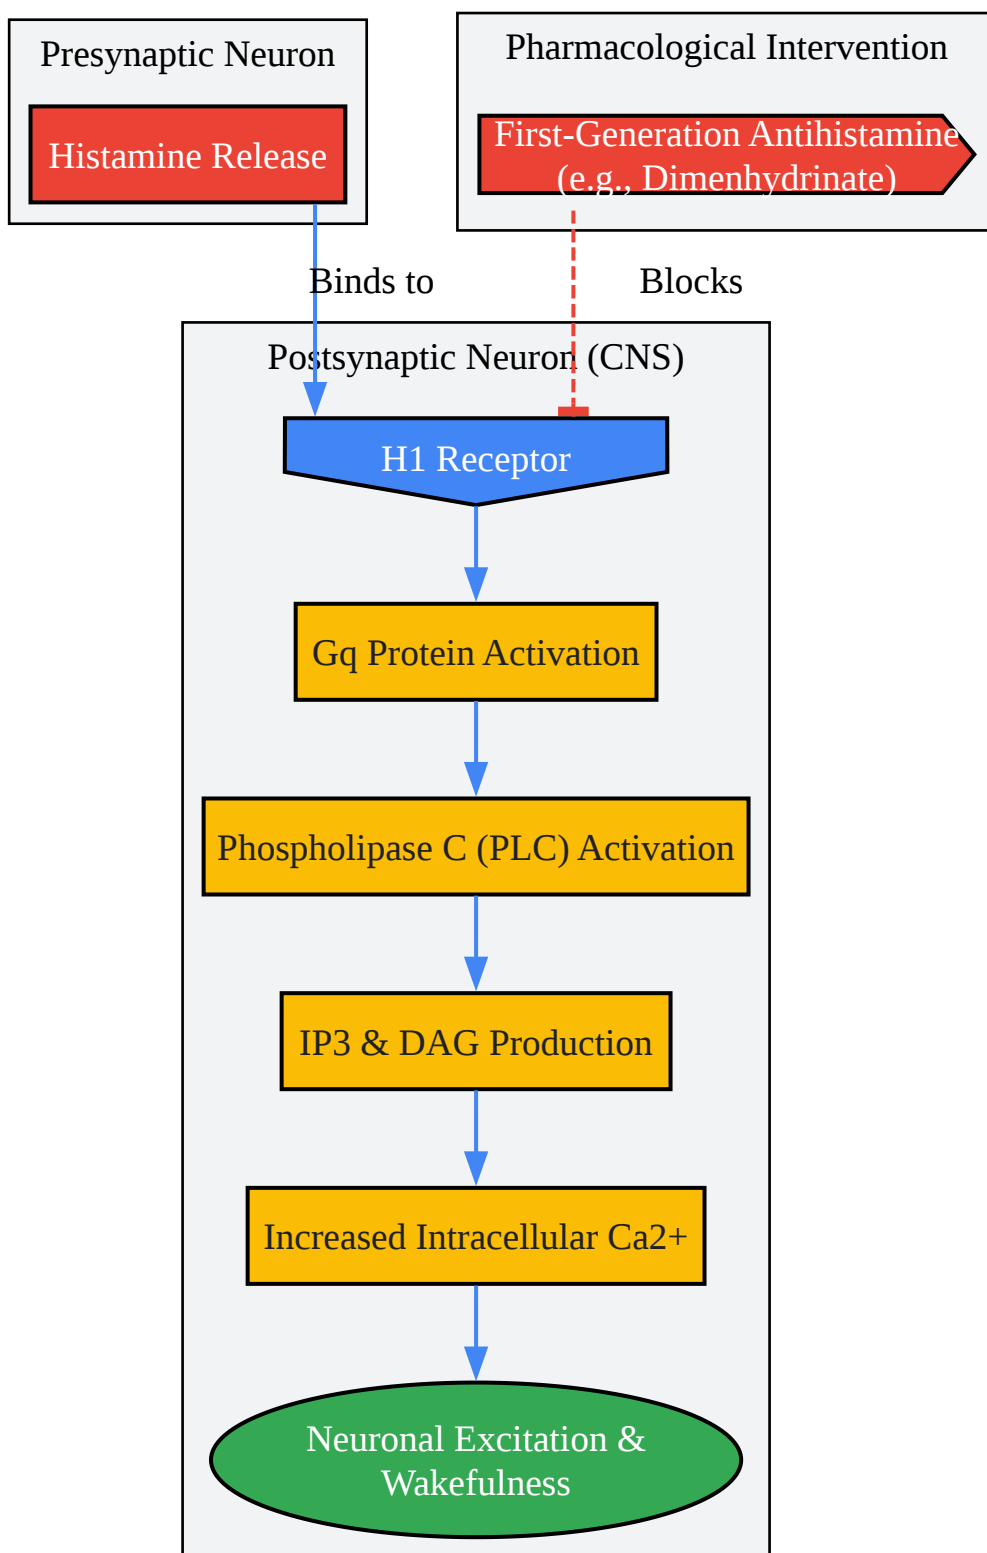 Presynaptic Neuron
Histamine Release
Pharmacological Intervention
First-Generation Antihistamine
(e.g., Dimenhydrinate)
Binds to
Blocks
Postsynaptic Neuron (CNS)
H1 Receptor
Gq Protein Activation
Phospholipase C (PLC) Activation
IP3 & DAG Production
Increased Intracellular Ca2+
Neuronal Excitation &
Wakefulness